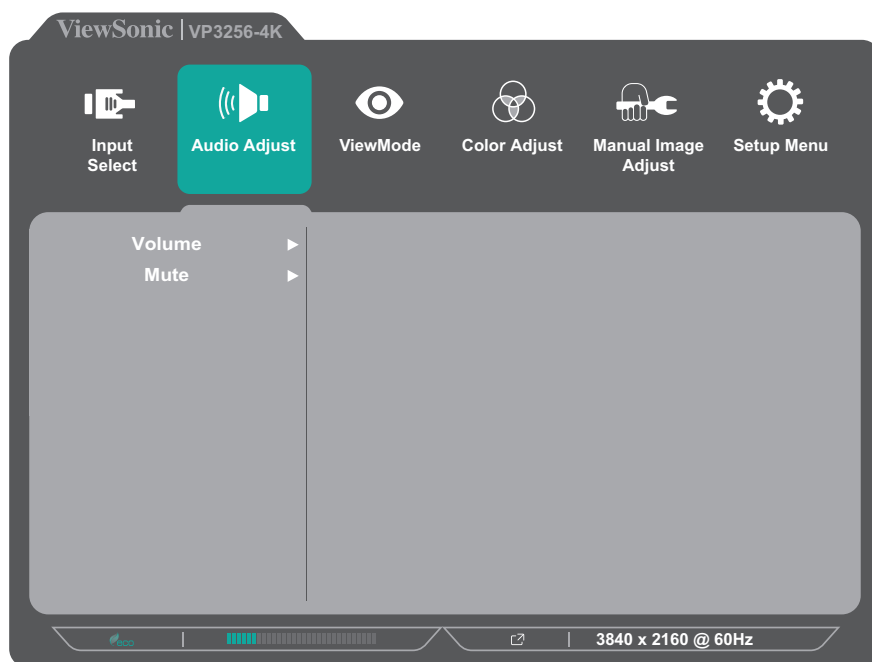 ViewSonic | VP3256-4K
Input
Select
Audio Adjust
ViewMode
Color Adjust
Manual Image
Adjust
Setup Menu
Volume
Mute
eco
3840 x 2160 @ 60Hz